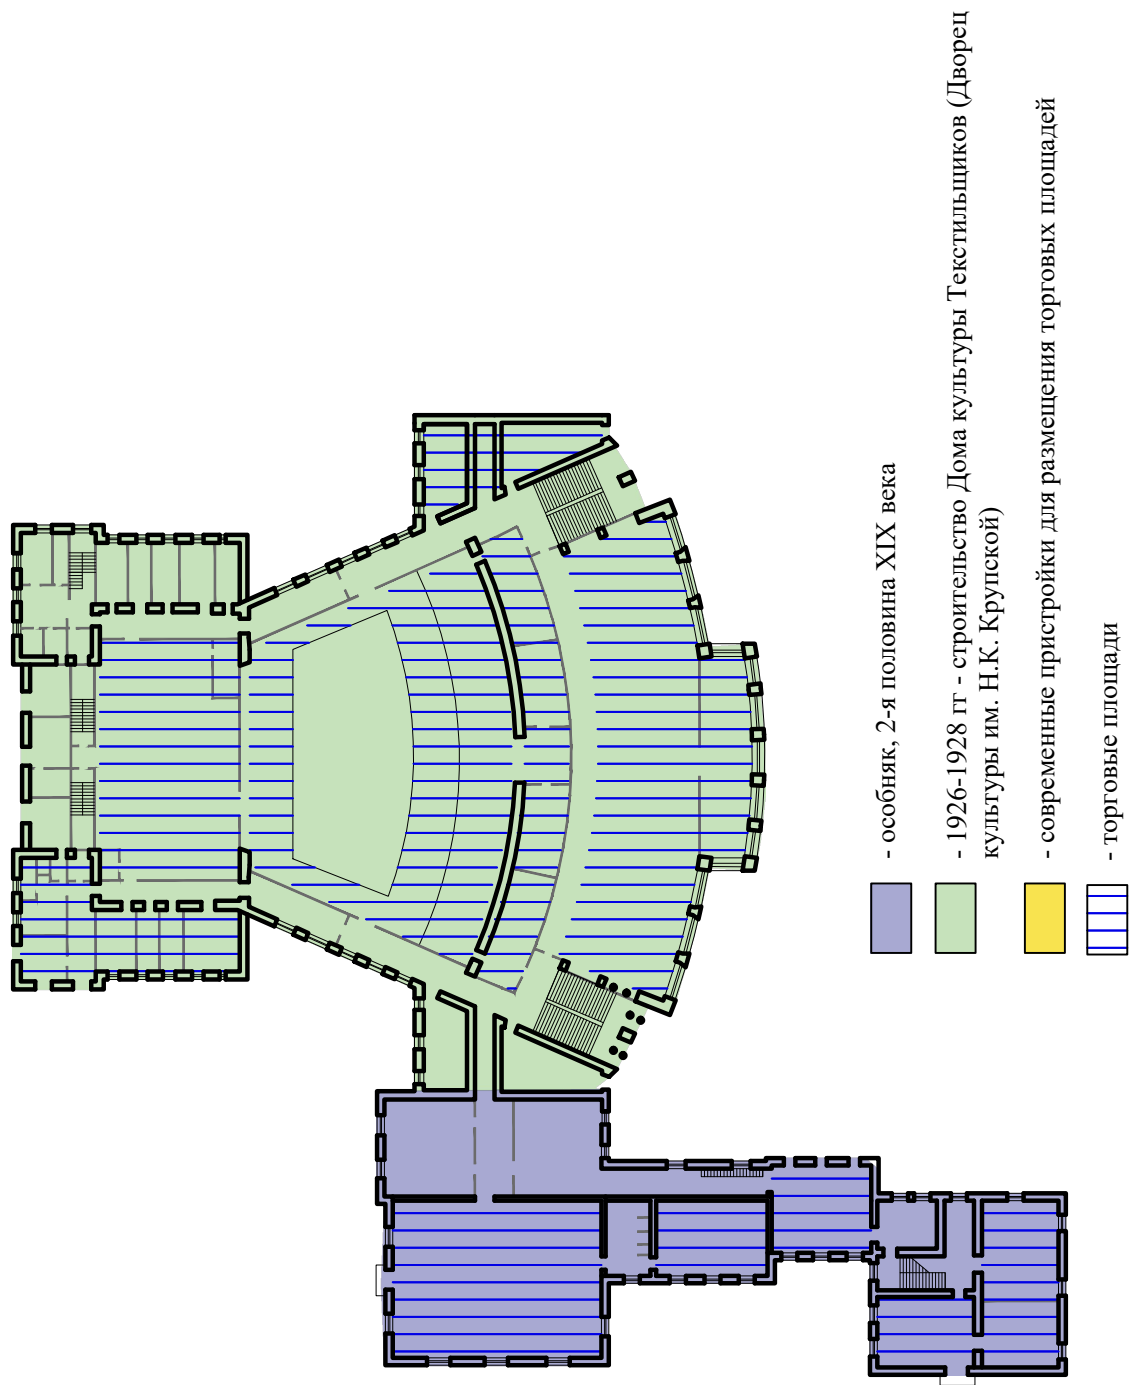 - особняк, 2-я половина XIX века
- 1926-1928 гг - строительство Дома культуры Текстильщиков (Дворец
культуры им. Н.К. Крупской)
- современные пристройки для размещения торговых площадей
- торговые площади